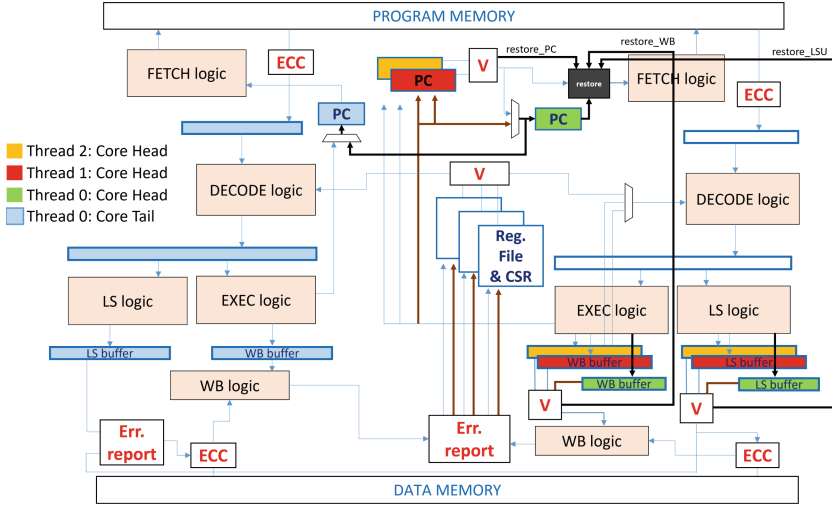 PROGRAM MEMORY
restore_PC
restore_WB
restore_LSU
FETCH logic
ECC
V
PC
restore
FETCH logic
ECC
PC
PC
Thread 2: Core Head
Thread 1: Core Head
Thread 0: Core Head
Thread 0: Core Tail
DECODE logic
V
DECODE logic
Reg.
File
& CSR
LS logic
EXEC logic
EXEC logic
LS logic
LS buffer
WB buffer
WB buffer
LS buffer
WB buffer
LS buffer
WB logic
V
V
Err.
report
ECC
Err.
report
WB logic
ECC
DATA MEMORY